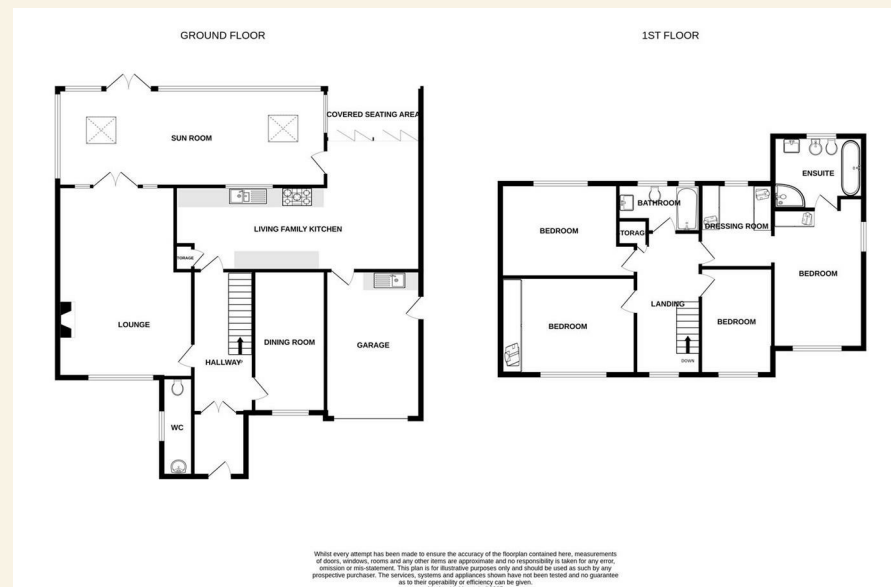 GROUND FLOOR
1ST FLOOR
COVERED SEATING AREA
SUN ROOM
LIVING FAMILY KITCHEN
TORAGE
LOUNGE
HALLWAY
UP
DINING ROOM
GARAGE
WC
ENSUITE
BATHROOM
DRESSING ROOM
TORAG
BEDROOM
BEDROOM
LANDING
BEDROOM
BEDROOM
DOWN
Whilst every attempt has been made to ensure the accuracy of the floorplan contained here, measurements
of doors, windows, rooms and any other items are approximate and no responsibility is taken for any error,
omission or mis-statement. This plan is for illustrative purposes only and should be used as such by any
prospective purchaser. The services, systems and appliances shown have not been tested and no guarantee
as to their operability or efficiency can be given.